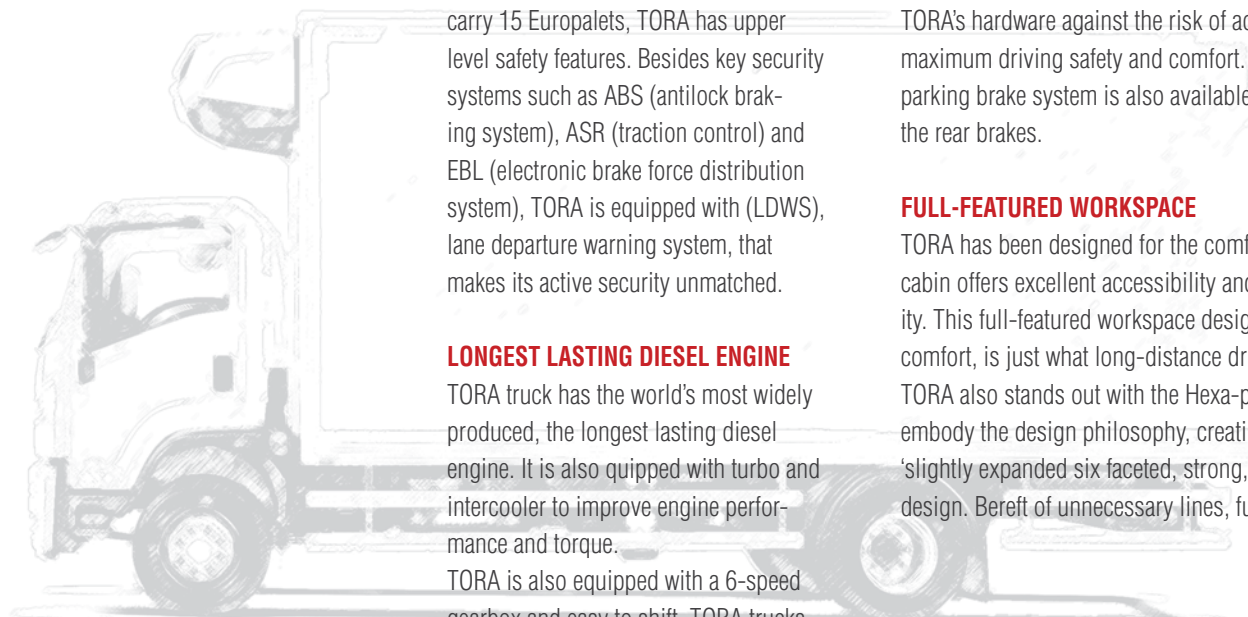 carry 15 Europalets, TORA has upper
level safety features. Besides key security
systems such as ABS (antilock brak-
ing system), ASR (traction control) and
EBL (electronic brake force distribution
system), TORA is equipped with (LDWS),
lane departure warning system, that
makes its active security unmatched.
LONGEST LASTING DIESEL ENGINE
TORA truck has the world’s most widely
produced, the longest lasting diesel
engine. It is also quipped with turbo and
intercooler to improve engine perfor-
mance and torque.
TORA is also equipped with a 6-speed
gearbox and easy to shift. TORA trucks
TORA’s hardware against the risk of
maximum driving safety and comfort.
parking brake system is also available
the rear brakes.
FULL-FEATURED WORKSPACE
TORA has been designed for the
cabin offers excellent accessibility and
ity. This full-featured workspace
comfort, is just what long-distance
TORA also stands out with the
embody the design philosophy,
‘slightly expanded six faceted, strong,
design. Bereft of unnecessary lines,